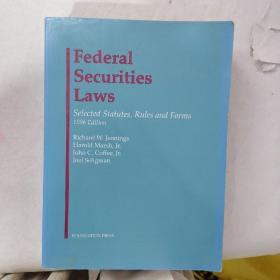 Federal
Securities
Laws
Selected Statutes, Rules and Forms
1996 Edition
Richard W. Jennings
Harold Marsh, Jr.
John C. Coffee, Jr.
Joel Seligman
FOUNDATION PRESS